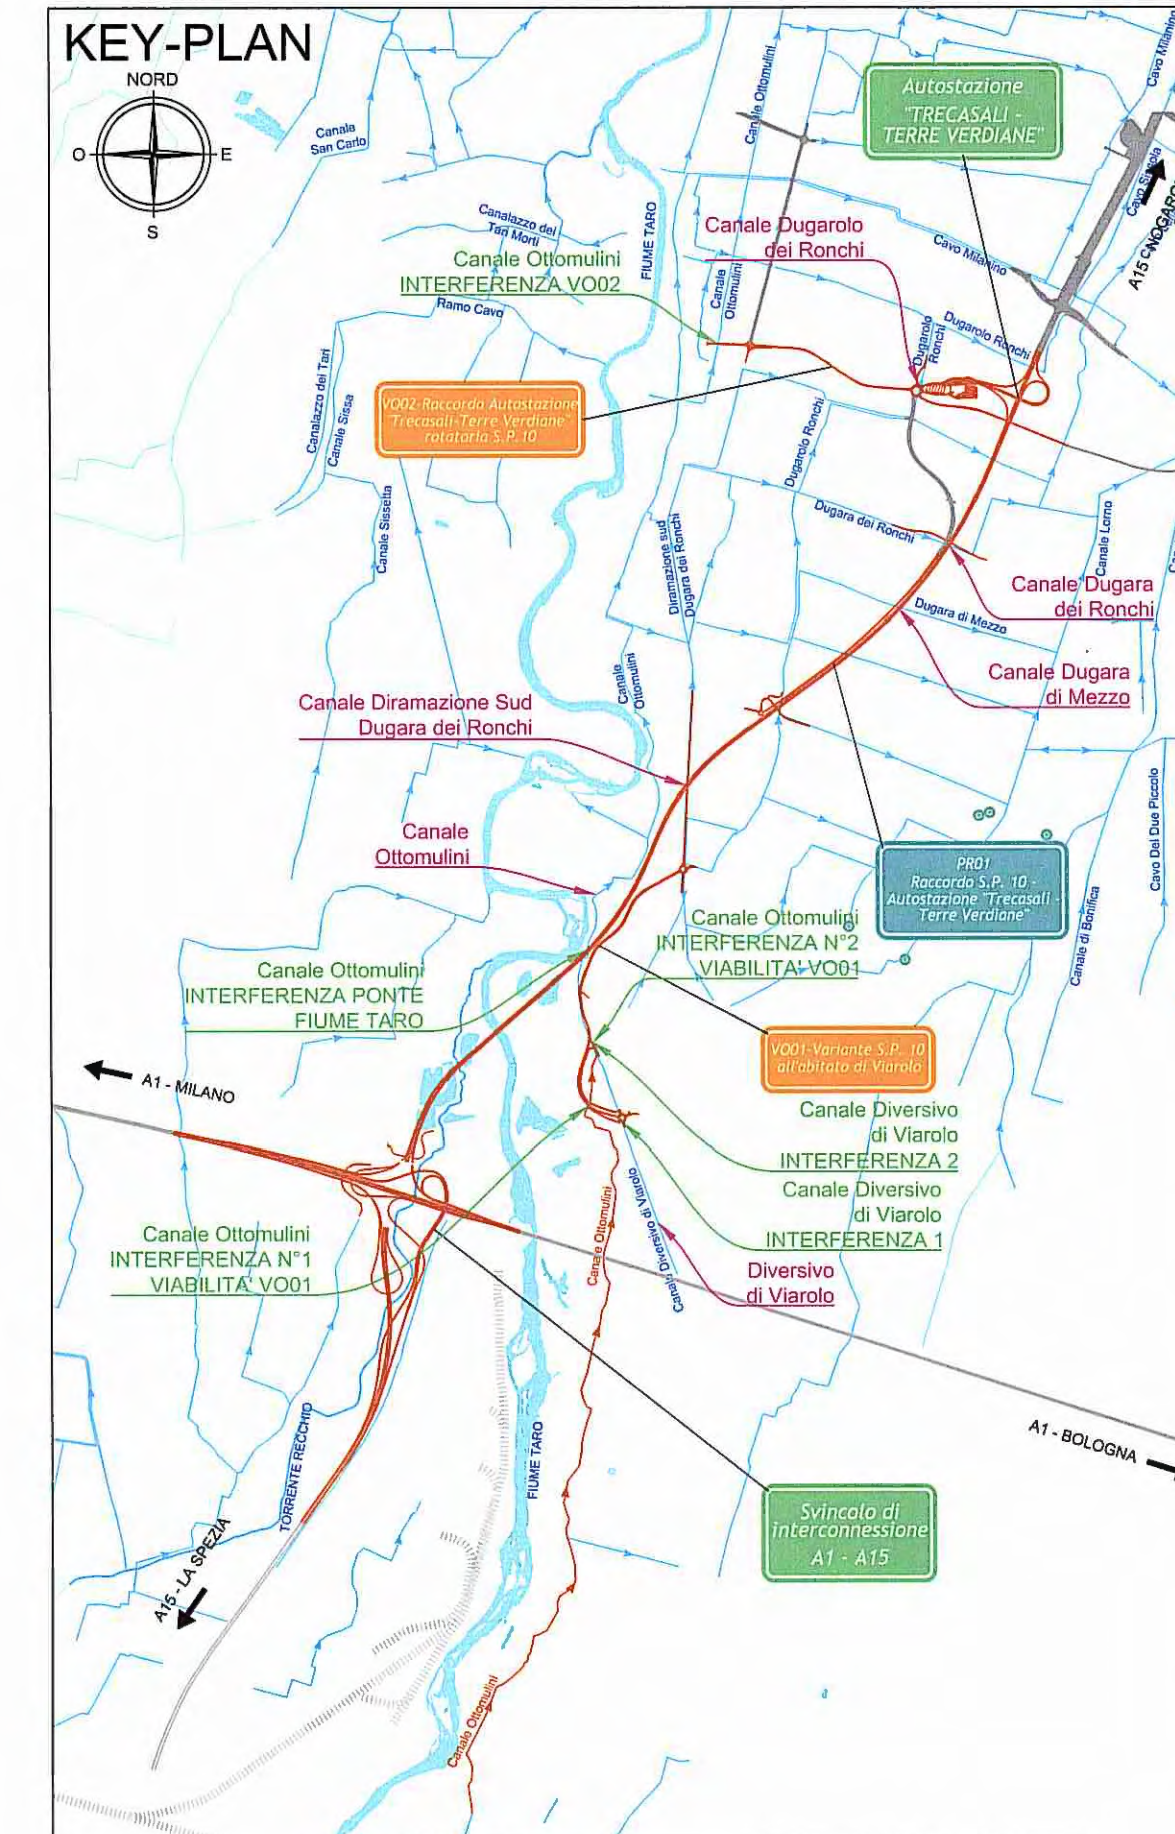 KEY-PLAN
NORD
O
E
S
Canale
San Carlo
Canale Ottomulini
Cavo Milanino
Autostazione
"TRECASALI -
TERRE VERDIANE"
Canalazzo dei
Tari Morti
FIUME TARO
Canale Dugarolo
dei Ronchi
Cavo Milanino
Cavo Sissola
Canale Ottomulini
INTERFERENZA VO02
Canale
Ottomulini
Ramo Cavo
Dugarolo
Ronchi
Dugarolo Ronchi
Canalazzo dei Tari
Canale Sissa
VO02-Raccordo Autostazione
"Trecasali-Terre Verdiane"
rotatoria S.P. 10
Dugarolo Ronchi
Canale Sissetta
Diramazione sud
Dugara dei Ronchi
Dugara dei Ronchi
Canale Lorno
Canale Dugara
dei Ronchi
Dugara di Mezzo
Canale
Ottomulini
Canale Dugara
di Mezzo
Canale Diramazione Sud
Dugara dei Ronchi
Canale
Ottomulini
PR01
Raccordo S.P. 10 -
Autostazione "Trecasali -
Terre Verdiane"
Cavo Del Due Piccolo
Canale di Bonifica
Canale Ottomulini
INTERFERENZA N°2
VIABILITA' VO01
Canale Ottomulini
INTERFERENZA PONTE
FIUME TARO
VO01-Variante S.P. 10
all'abitato di Viarolo
A1 - MILANO
Canale Diversivo
di Viarolo
INTERFERENZA 2
Canale Diversivo
di Viarolo
INTERFERENZA 1
Canale Ottomulini
INTERFERENZA N°1
VIABILITA' VO01
Canale Ottomulini
Canale Diversivo di Viarolo
Diversivo
di Viarolo
TORRENTE RECCHIO
FIUME TARO
A1 - BOLOGNA
Svincolo di
interconnessione
A1 - A15
A15 - LA SPEZIA
Canale Ottomulini